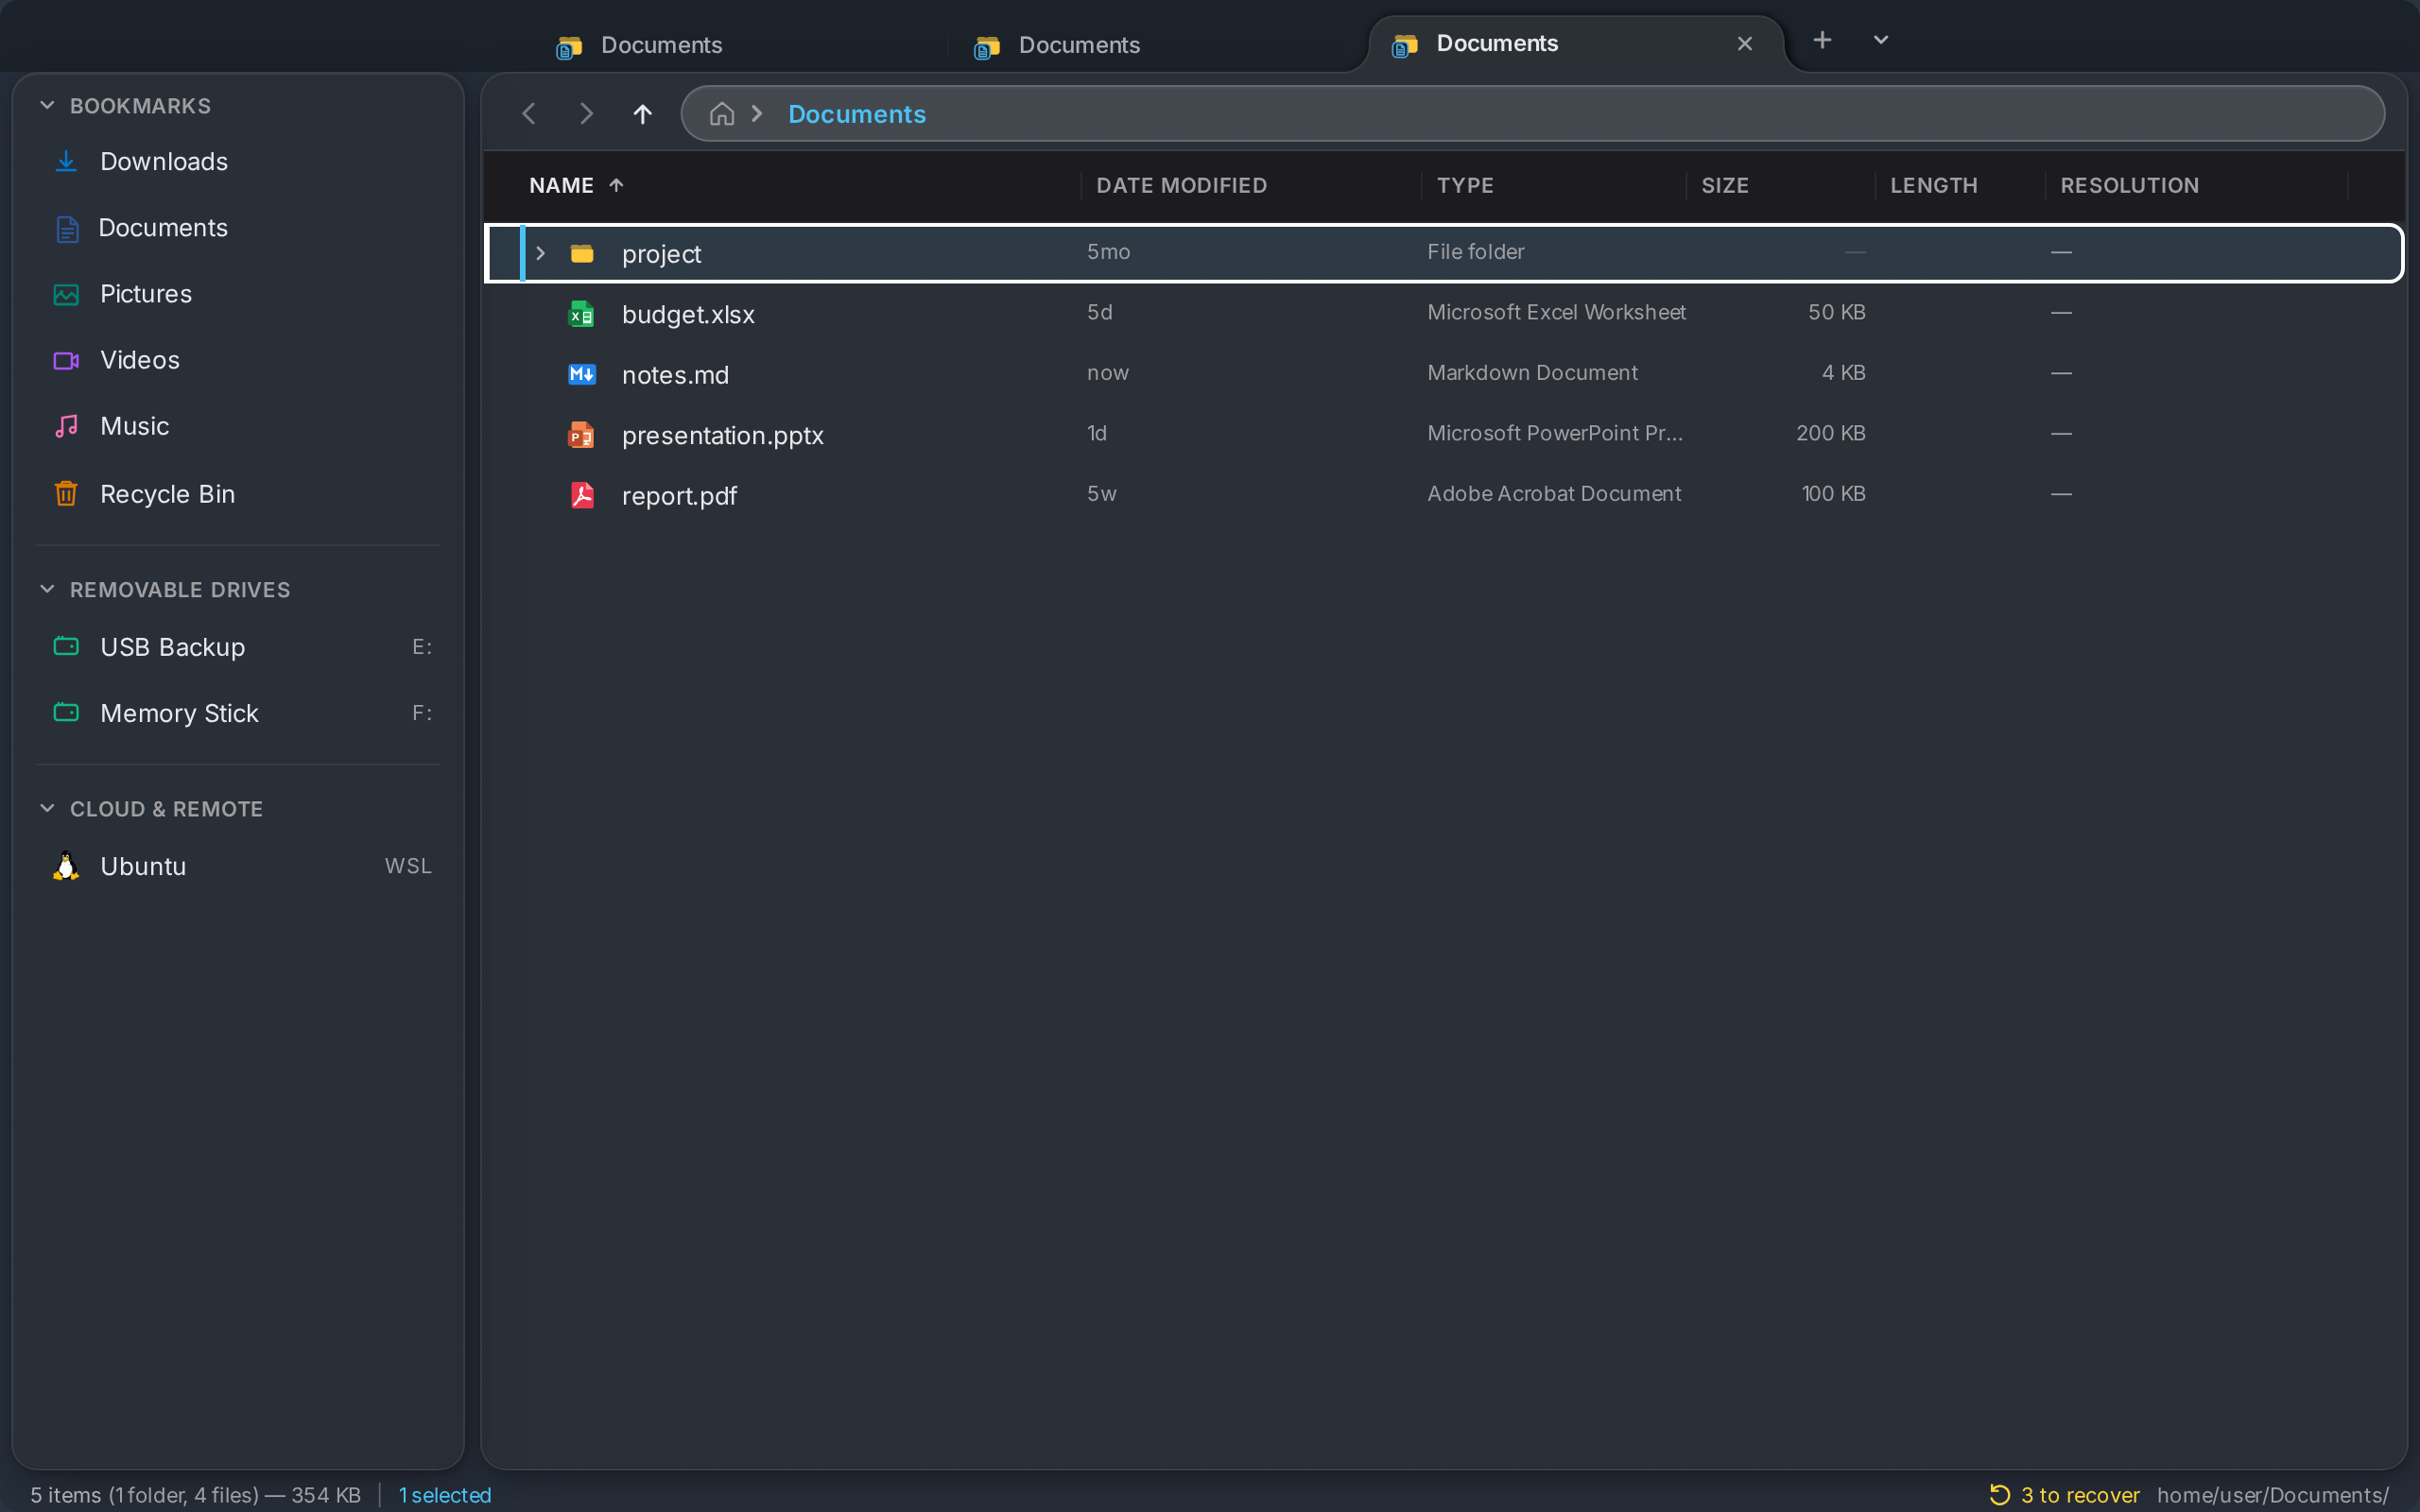 Documents
Documents
Documents
BOOKMARKS
Downloads
Documents
Pictures
Videos
Music
Recycle Bin
REMOVABLE DRIVES
USB Backup E:
Memory Stick F:
CLOUD & REMOTE
Ubuntu WSL
Documents
NAME DATE MODIFIED TYPE SIZE LENGTH RESOLUTION
project 5mo File folder — —
budget.xlsx 5d Microsoft Excel Worksheet 50 KB —
notes.md now Markdown Document 4 KB —
presentation.pptx 1d Microsoft PowerPoint Pr... 200 KB —
report.pdf 5w Adobe Acrobat Document 100 KB —
5 items (1 folder, 4 files) — 354 KB 1 selected
3 to recover home/user/Documents/